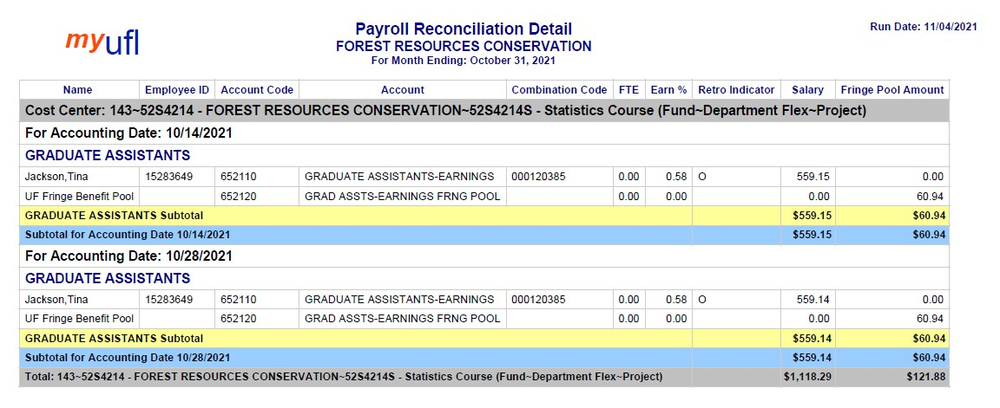 myufl
Payroll Reconciliation Detail
Run Date: 11/04/2021
FOREST RESOURCES CONSERVATION
For Month Ending: October 31, 2021
Name Employee ID Account Code Account Combination Code FTE Earn % Retro Indicator Salary Fringe Pool Amount
Cost Center: 143~52S4214 - FOREST RESOURCES CONSERVATION~52S4214S - Statistics Course (Fund~Department Flex~Project)
For Accounting Date: 10/14/2021
GRADUATE ASSISTANTS
Jackson,Tina 15283649 652110 GRADUATE ASSISTANTS-EARNINGS 000120385 0.00 0.58 O 559.15 0.00
UF Fringe Benefit Pool 652120 GRAD ASSTS-EARNINGS FRNG POOL 0.00 0.00 0.00 60.94
GRADUATE ASSISTANTS Subtotal $559.15 $60.94
Subtotal for Accounting Date 10/14/2021 $559.15 $60.94
For Accounting Date: 10/28/2021
GRADUATE ASSISTANTS
Jackson,Tina 15283649 652110 GRADUATE ASSISTANTS-EARNINGS 000120385 0.00 0.58 O 559.14 0.00
UF Fringe Benefit Pool 652120 GRAD ASSTS-EARNINGS FRNG POOL 0.00 0.00 0.00 60.94
GRADUATE ASSISTANTS Subtotal $559.14 $60.94
Subtotal for Accounting Date 10/28/2021 $559.14 $60.94
Total: 143~52S4214 - FOREST RESOURCES CONSERVATION~52S4214S - Statistics Course (Fund~Department Flex~Project) $1,118.29 $121.88